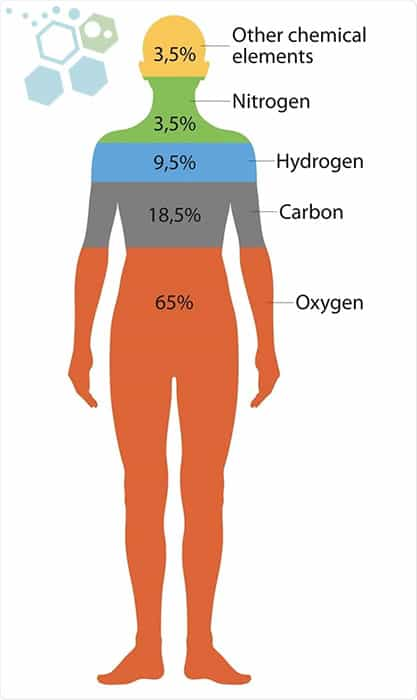 Other chemical
elements
3,5%
Nitrogen
3,5%
9,5%
Hydrogen
18,5%
Carbon
65%
Oxygen